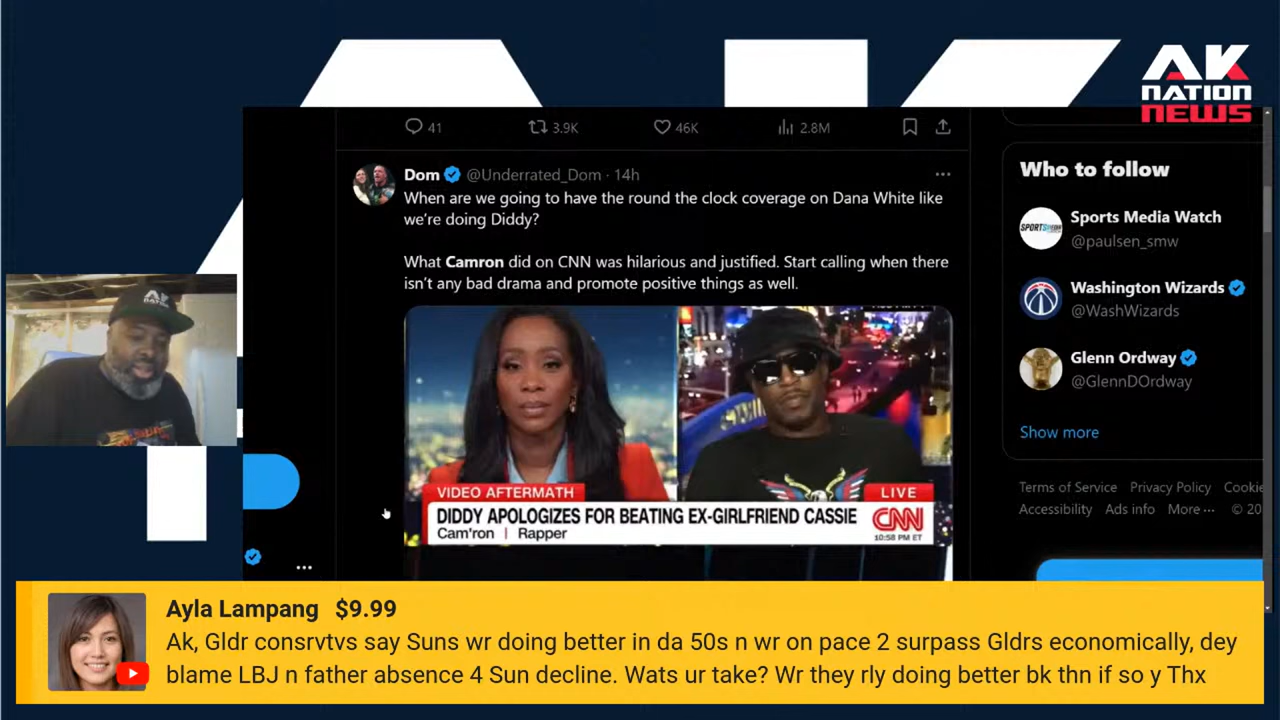 AK
NATION
NEWS
41 3.9K 46K 2.8M
Dom @Underrated_Dom · 14h
When are we going to have the round the clock coverage on Dana White like
we're doing Diddy?
What Camron did on CNN was hilarious and justified. Start calling when there
isn't any bad drama and promote positive things as well.
VIDEO AFTERMATH
LIVE
DIDDY APOLOGIZES FOR BEATING EX-GIRLFRIEND CASSIE
Cam'ron | Rapper
CNN
10:58 PM ET
Who to follow
Sports Media Watch
@paulsen_smw
Washington Wizards
@WashWizards
Glenn Ordway
@GlennDOrdway
Show more
Terms of Service Privacy Policy Cookie
Accessibility Ads info More ··· © 20
Ayla Lampang $9.99
Ak, Gldr consrvtvs say Suns wr doing better in da 50s n wr on pace 2 surpass Gldrs economically, dey
blame LBJ n father absence 4 Sun decline. Wats ur take? Wr they rly doing better bk thn if so y Thx